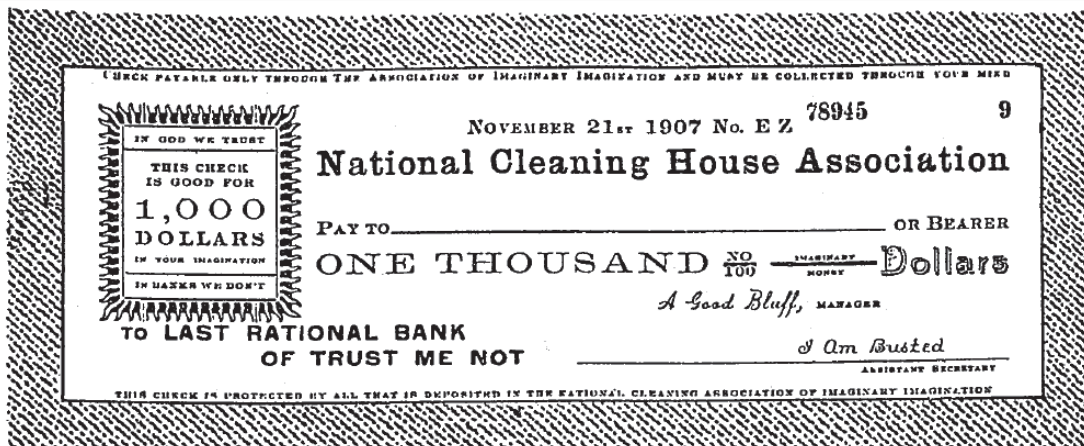 CHECK PAYABLE ONLY THROUGH THE ASSOCIATION OF IMAGINARY IMAGINATION AND MUST BE COLLECTED THROUGH YOUR MIND
NOVEMBER 21ST 1907 No. E Z 78945 9
National Cleaning House Association
IN GOD WE TRUST
THIS CHECK
IS GOOD FOR
1,000
DOLLARS
IN YOUR IMAGINATION
IN BANKS WE DON'T
PAY TO OR BEARER
ONE THOUSAND NO/100 IMAGINARY MONEY Dollars
A Good Bluff, MANAGER
TO LAST RATIONAL BANK
OF TRUST ME NOT
I Am Busted
ASSISTANT SECRETARY
THIS CHECK IS PROTECTED BY ALL THAT IS DEPOSITED IN THE NATIONAL CLEANING ASSOCIATION OF IMAGINARY IMAGINATION